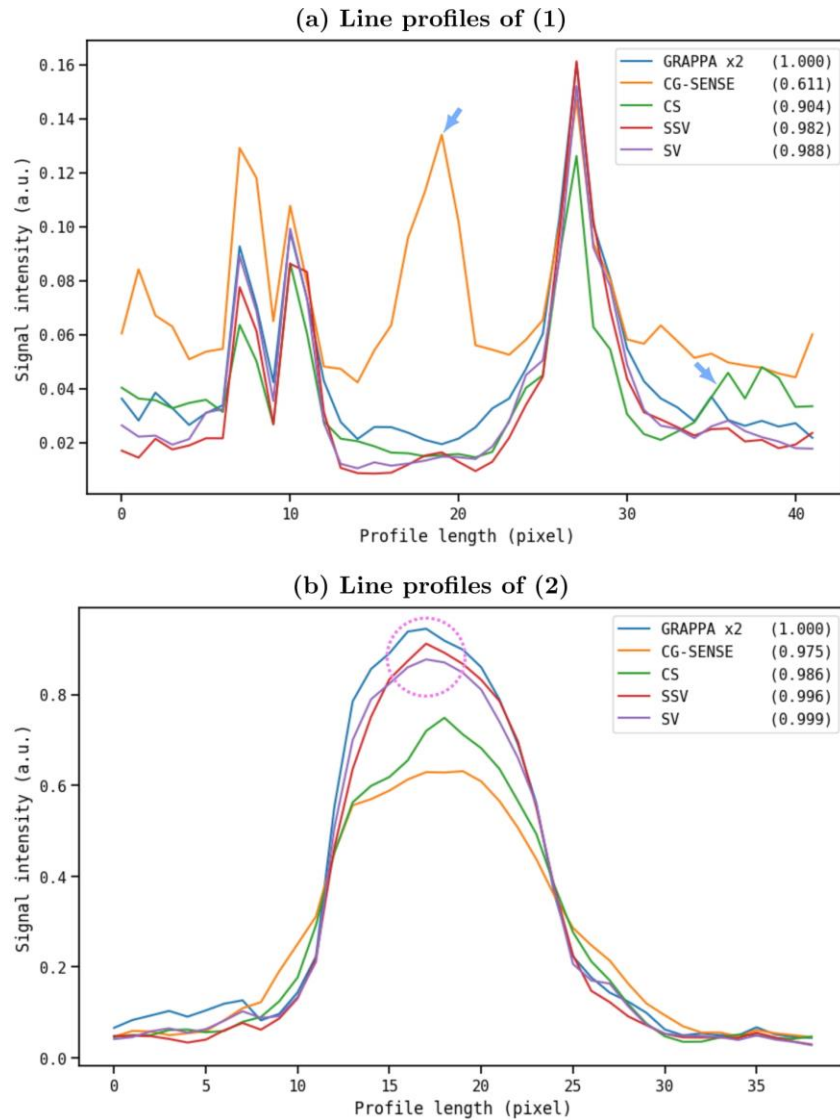 (a) Line profiles of (1)
0.16
0.14
0.12
0.10
0.08
0.06
0.04
0.02
Signal intensity (a.u.)
GRAPPA x2 (1.000)
CG-SENSE (0.611)
CS (0.904)
SSV (0.982)
SV (0.988)
0 10 20 30 40
Profile length (pixel)
(b) Line profiles of (2)
0.8
0.6
0.4
0.2
0.0
Signal intensity (a.u.)
GRAPPA x2 (1.000)
CG-SENSE (0.975)
CS (0.986)
SSV (0.996)
SV (0.999)
0 5 10 15 20 25 30 35
Profile length (pixel)